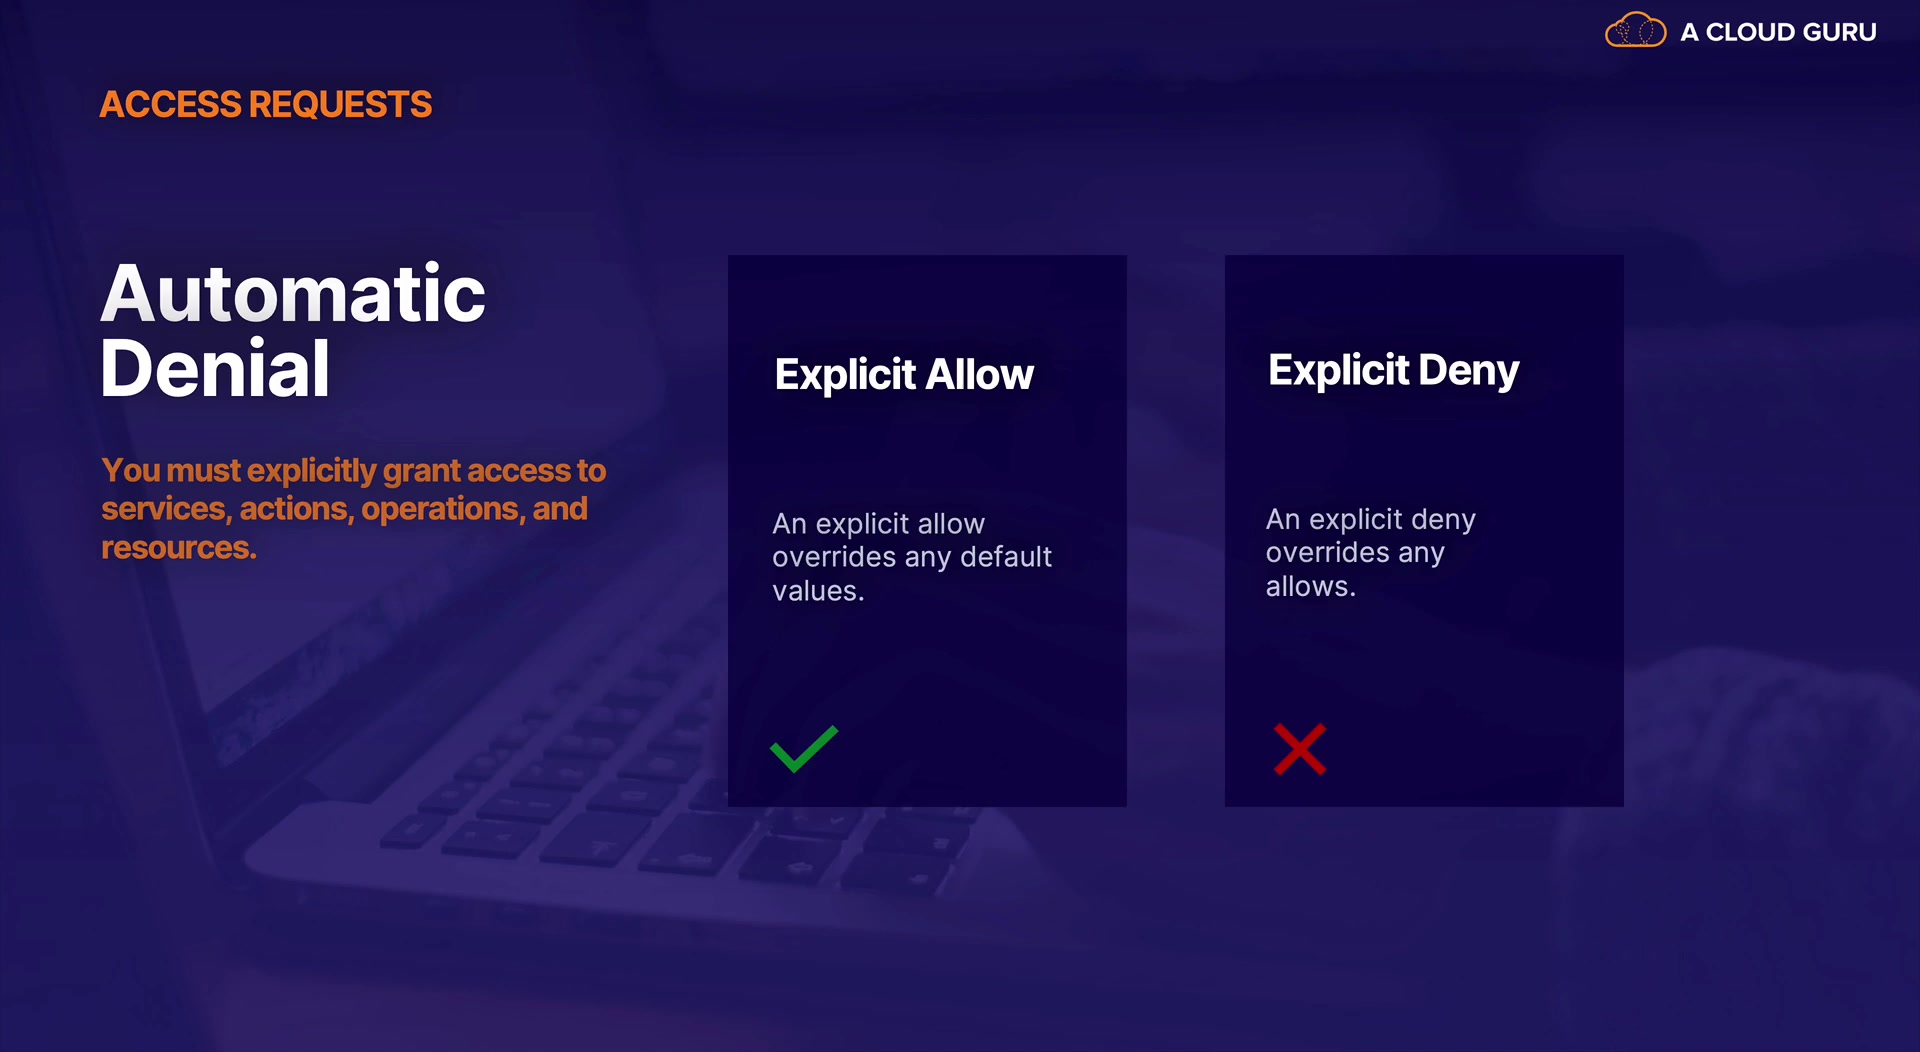 A CLOUD GURU
ACCESS REQUESTS
Automatic
Denial
You must explicitly grant access to
services, actions, operations, and
resources.
Explicit Allow
An explicit allow
overrides any default
values.
Explicit Deny
An explicit deny
overrides any
allows.